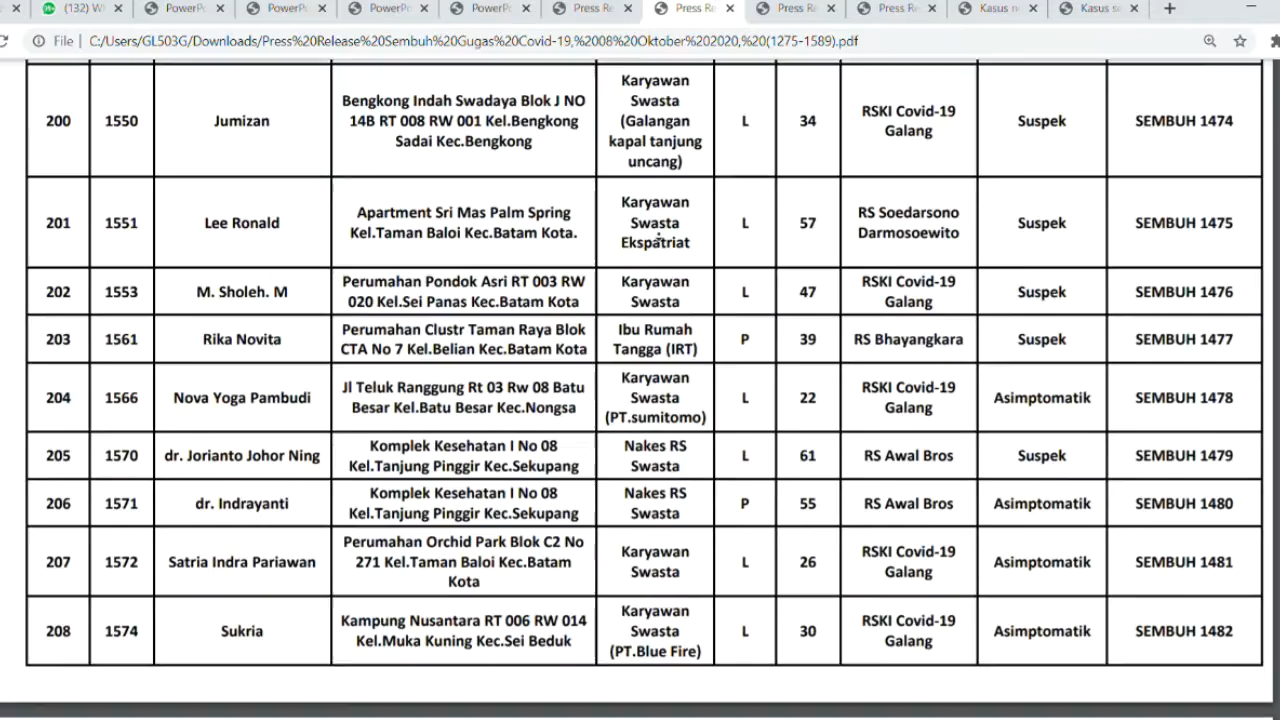 (132) W
PowerPo
PowerPo
PowerPo
PowerPo
Press Re
Press Re
Press Re
Press Re
Kasus
Kasus
File | C:/Users/GL503G/Downloads/Press%20Release%20Sembuh%20Gugas%20Covid-19,%2008%20Oktober%202020,%20(1275-1589).pdf
200
1550
Jumizan
Bengkong Indah Swadaya Blok J NO
14B RT 008 RW 001 Kel.Bengkong
Sadai Kec.Bengkong
Karyawan
Swasta
(Galangan
kapal tanjung
uncang)
L
34
RSKI Covid-19
Galang
Suspek
SEMBUH 1474
201
1551
Lee Ronald
Apartment Sri Mas Palm Spring
Kel.Taman Baloi Kec.Batam Kota.
Karyawan
Swasta
Ekspatriat
L
57
RS Soedarsono
Darmosoewito
Suspek
SEMBUH 1475
202
1553
M. Sholeh. M
Perumahan Pondok Asri RT 003 RW
020 Kel.Sei Panas Kec.Batam Kota
Karyawan
Swasta
L
47
RSKI Covid-19
Galang
Suspek
SEMBUH 1476
203
1561
Rika Novita
Perumahan Clustr Taman Raya Blok
CTA No 7 Kel.Belian Kec.Batam Kota
Ibu Rumah
Tangga (IRT)
P
39
RS Bhayangkara
Suspek
SEMBUH 1477
204
1566
Nova Yoga Pambudi
Jl Teluk Ranggung Rt 03 Rw 08 Batu
Besar Kel.Batu Besar Kec.Nongsa
Karyawan
Swasta
(PT.sumitomo)
L
22
RSKI Covid-19
Galang
Asimptomatik
SEMBUH 1478
205
1570
dr. Jorianto Johor Ning
Komplek Kesehatan I No 08
Kel.Tanjung Pinggir Kec.Sekupang
Nakes RS
Swasta
L
61
RS Awal Bros
Suspek
SEMBUH 1479
206
1571
dr. Indrayanti
Komplek Kesehatan I No 08
Kel.Tanjung Pinggir Kec.Sekupang
Nakes RS
Swasta
P
55
RS Awal Bros
Asimptomatik
SEMBUH 1480
207
1572
Satria Indra Pariawan
Perumahan Orchid Park Blok C2 No
271 Kel.Taman Baloi Kec.Batam
Kota
Karyawan
Swasta
L
26
RSKI Covid-19
Galang
Asimptomatik
SEMBUH 1481
208
1574
Sukria
Kampung Nusantara RT 006 RW 014
Kel.Muka Kuning Kec.Sei Beduk
Karyawan
Swasta
(PT.Blue Fire)
L
30
RSKI Covid-19
Galang
Asimptomatik
SEMBUH 1482